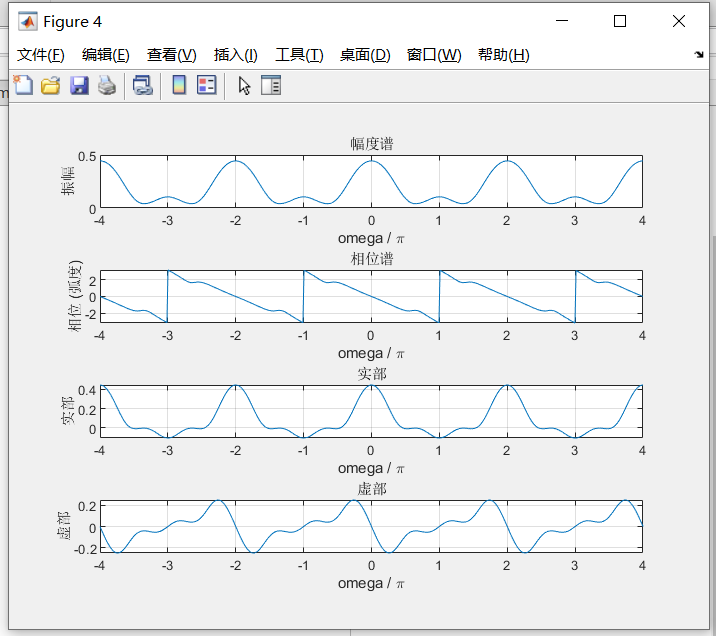 Figure 4
文件(F) 编辑(E) 查看(V) 插入(I) 工具(T) 桌面(D) 窗口(W) 帮助(H)
m
幅度谱
0.5
0
振幅
-4 -3 -2 -1 0 1 2 3 4
omega / π
相位谱
2
0
-2
相位 (弧度)
-4 -3 -2 -1 0 1 2 3 4
omega / π
实部
0.4
0.2
0
实部
-4 -3 -2 -1 0 1 2 3 4
omega / π
虚部
0.2
0
-0.2
虚部
-4 -3 -2 -1 0 1 2 3 4
omega / π